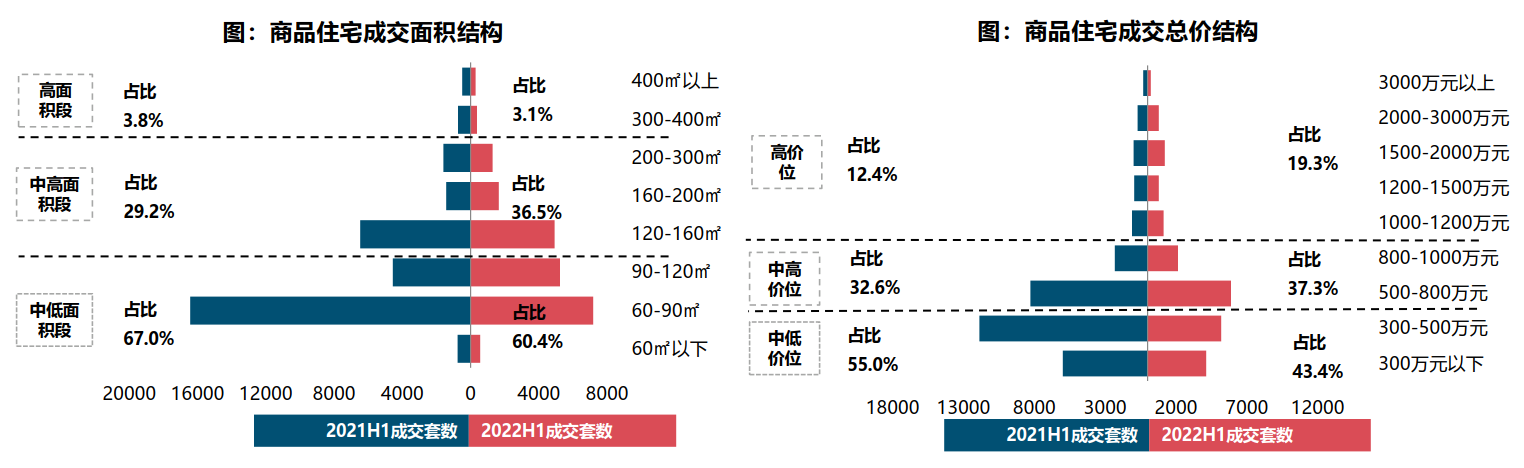 图：商品住宅成交面积结构
高面
积段
占比
3.8%
占比
3.1%
400㎡以上
300-400㎡
中高面
积段
占比
29.2%
占比
36.5%
200-300㎡
160-200㎡
120-160㎡
中低面
积段
占比
67.0%
占比
60.4%
90-120㎡
60-90㎡
60㎡以下
20000 16000 12000 8000 4000 0 4000 8000
2021H1成交套数 2022H1成交套数
图：商品住宅成交总价结构
高价
位
占比
12.4%
占比
19.3%
3000万元以上
2000-3000万元
1500-2000万元
1200-1500万元
1000-1200万元
中高
价位
占比
32.6%
占比
37.3%
800-1000万元
500-800万元
中低
价位
占比
55.0%
占比
43.4%
300-500万元
300万元以下
18000 13000 8000 3000 2000 7000 12000
2021H1成交套数 2022H1成交套数